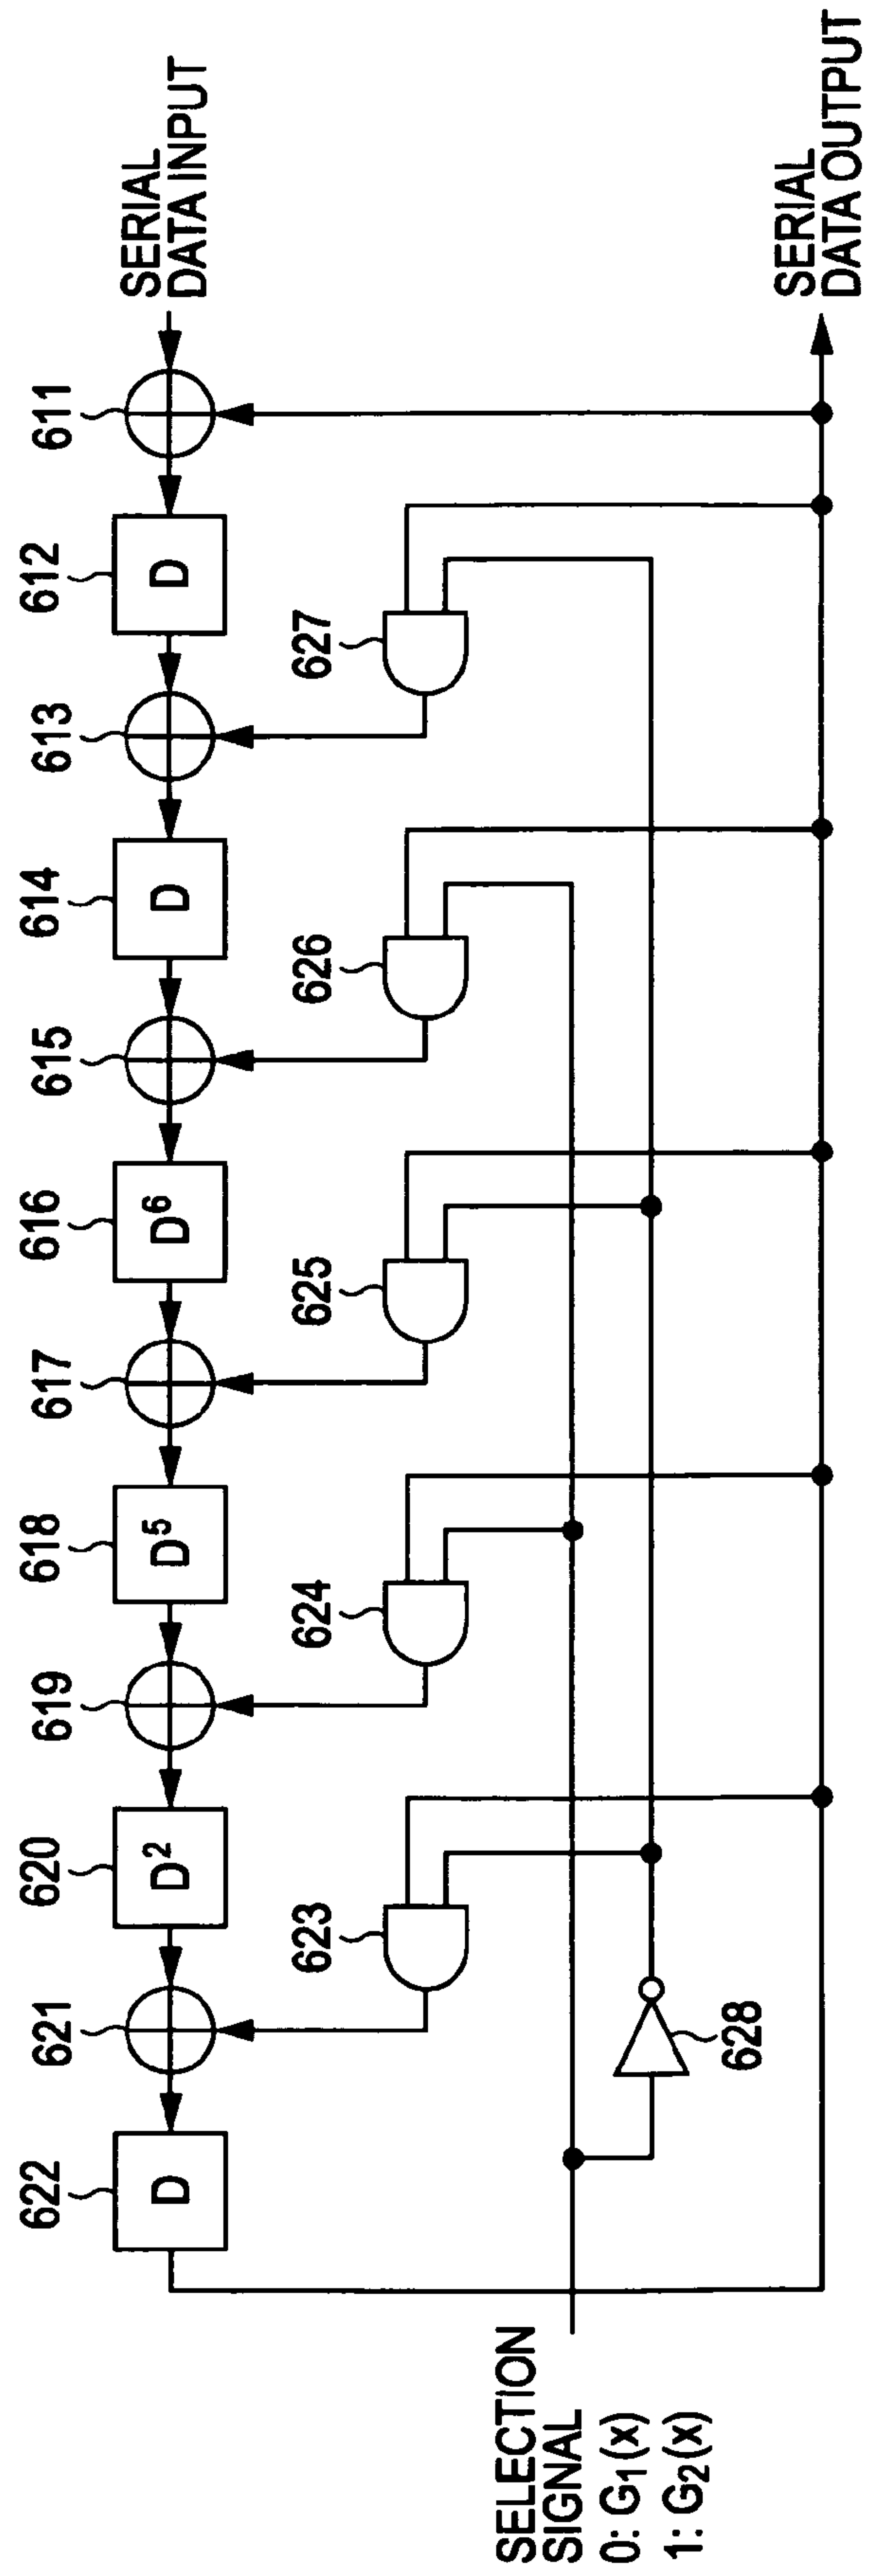 622
621
620
619
618
617
616
615
614
613
612
611
SERIAL
DATA INPUT
D
D²
D⁵
D⁶
D
D
623
624
625
626
627
SELECTION
SIGNAL
0: G₁(x)
1: G₂(x)
628
SERIAL
DATA OUTPUT